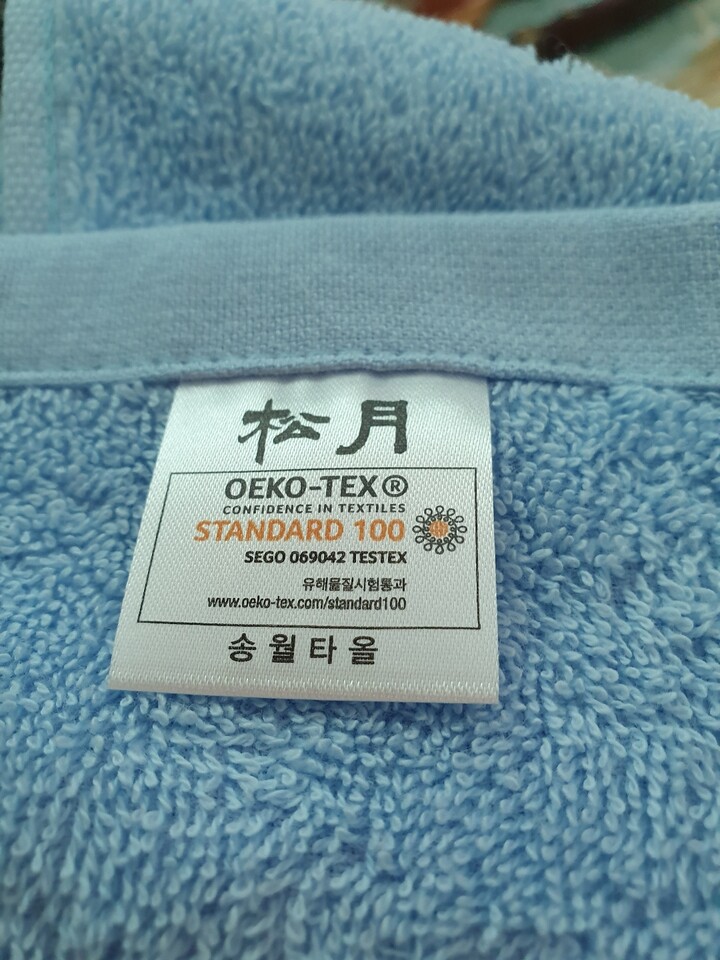 松月
OEKO-TEX®
CONFIDENCE IN TEXTILES
STANDARD 100
SEGO 069042 TESTEX
유해물질시험통과
www.oeko-tex.com/standard100
송월타올